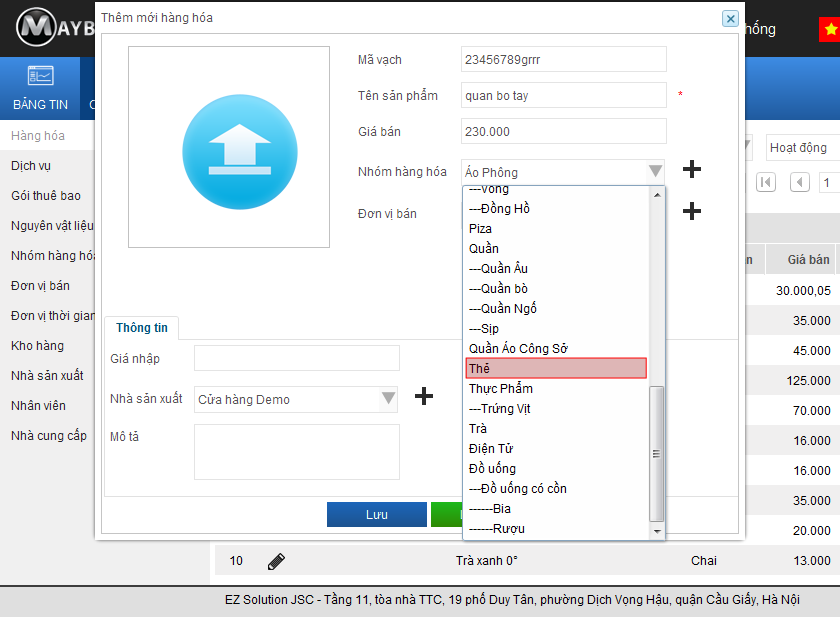 Thêm mới hàng hóa
MAYB
hống
BẢNG TIN
Hàng hóa
Dịch vụ
Gói thuê bao
Nguyên vật liệu
Nhóm hàng hóa
Đơn vị bán
Đơn vị thời gian
Kho hàng
Nhà sản xuất
Nhân viên
Nhà cung cấp
Mã vạch
23456789grrr
Tên sản phẩm
quan bo tay
*
Giá bán
230.000
Nhóm hàng hóa
Áo Phông
Đơn vị bán
---Vòng
---Đồng Hồ
Piza
Quần
---Quần Âu
---Quần bò
---Quần Ngố
---Sịp
Quần Áo Công Sở
Thẻ
Thực Phẩm
---Trứng Vịt
Trà
Điện Tử
Đồ uống
---Đồ uống có cồn
------Bia
------Rượu
Thông tin
Giá nhập
Nhà sản xuất
Cửa hàng Demo
Mô tả
Lưu
Hoạt động
1
n
Giá bán
30.000,05
35.000
45.000
125.000
70.000
16.000
16.000
35.000
20.000
10
Trà xanh 0°
Chai
13.000
EZ Solution JSC - Tầng 11, tòa nhà TTC, 19 phố Duy Tân, phường Dịch Vọng Hậu, quận Cầu Giấy, Hà Nội